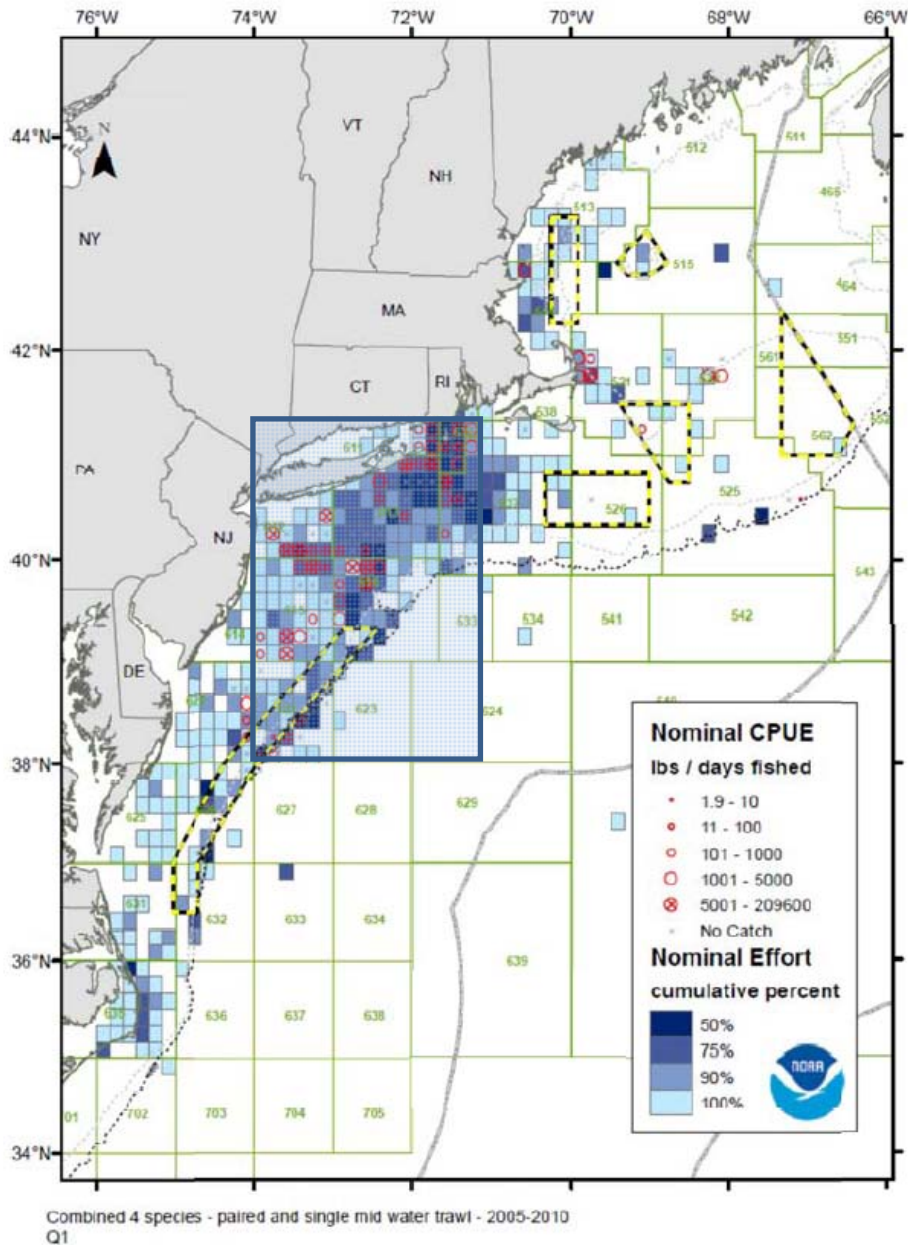 76°W 74°W 72°W 70°W 68°W 66°W
44°N
42°N
40°N
38°N
36°N
34°N
N
VT
NH
NY
MA
CT
RI
PA
NJ
DE
511
512
513
515
464
551
561
562
538
526
525
611
543
533
534
541
542
614
623
624
625
627
628
629
631
632
633
634
639
636
637
638
702
703
704
705
Nominal CPUE
lbs / days fished
1.9 - 10
11 - 100
101 - 1000
1001 - 5000
5001 - 209600
No Catch
Nominal Effort
cumulative percent
50%
75%
90%
100%
NOAA
Combined 4 species - paired and single mid water trawl - 2005-2010
Q1